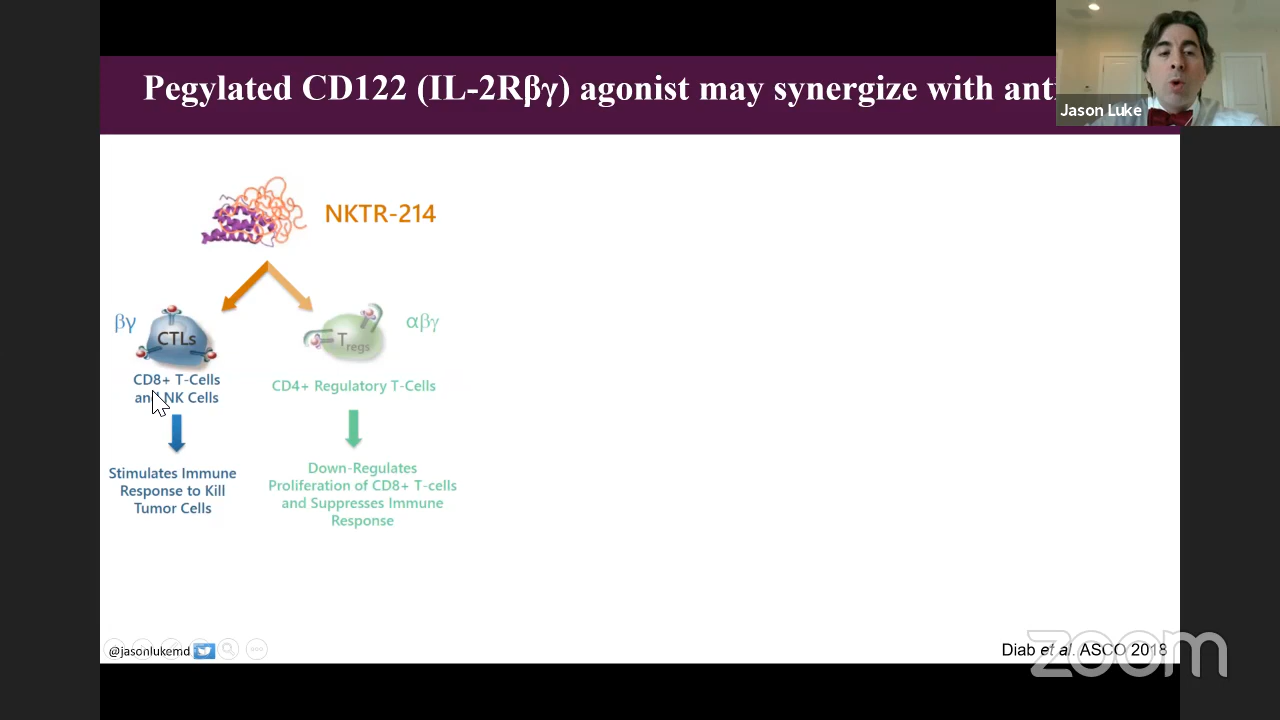 Pegylated CD122 (IL-2Rβγ) agonist may synergize with
Jason Luke
NKTR-214
βγ
CTLs
Tregs
αβγ
CD8+ T-Cells
and NK Cells
CD4+ Regulatory T-Cells
Stimulates Immune
Response to Kill
Tumor Cells
Down-Regulates
Proliferation of CD8+ T-cells
and Suppresses Immune
Response
@jasonlukemd
Diab et al. ASCO 2018
zoom